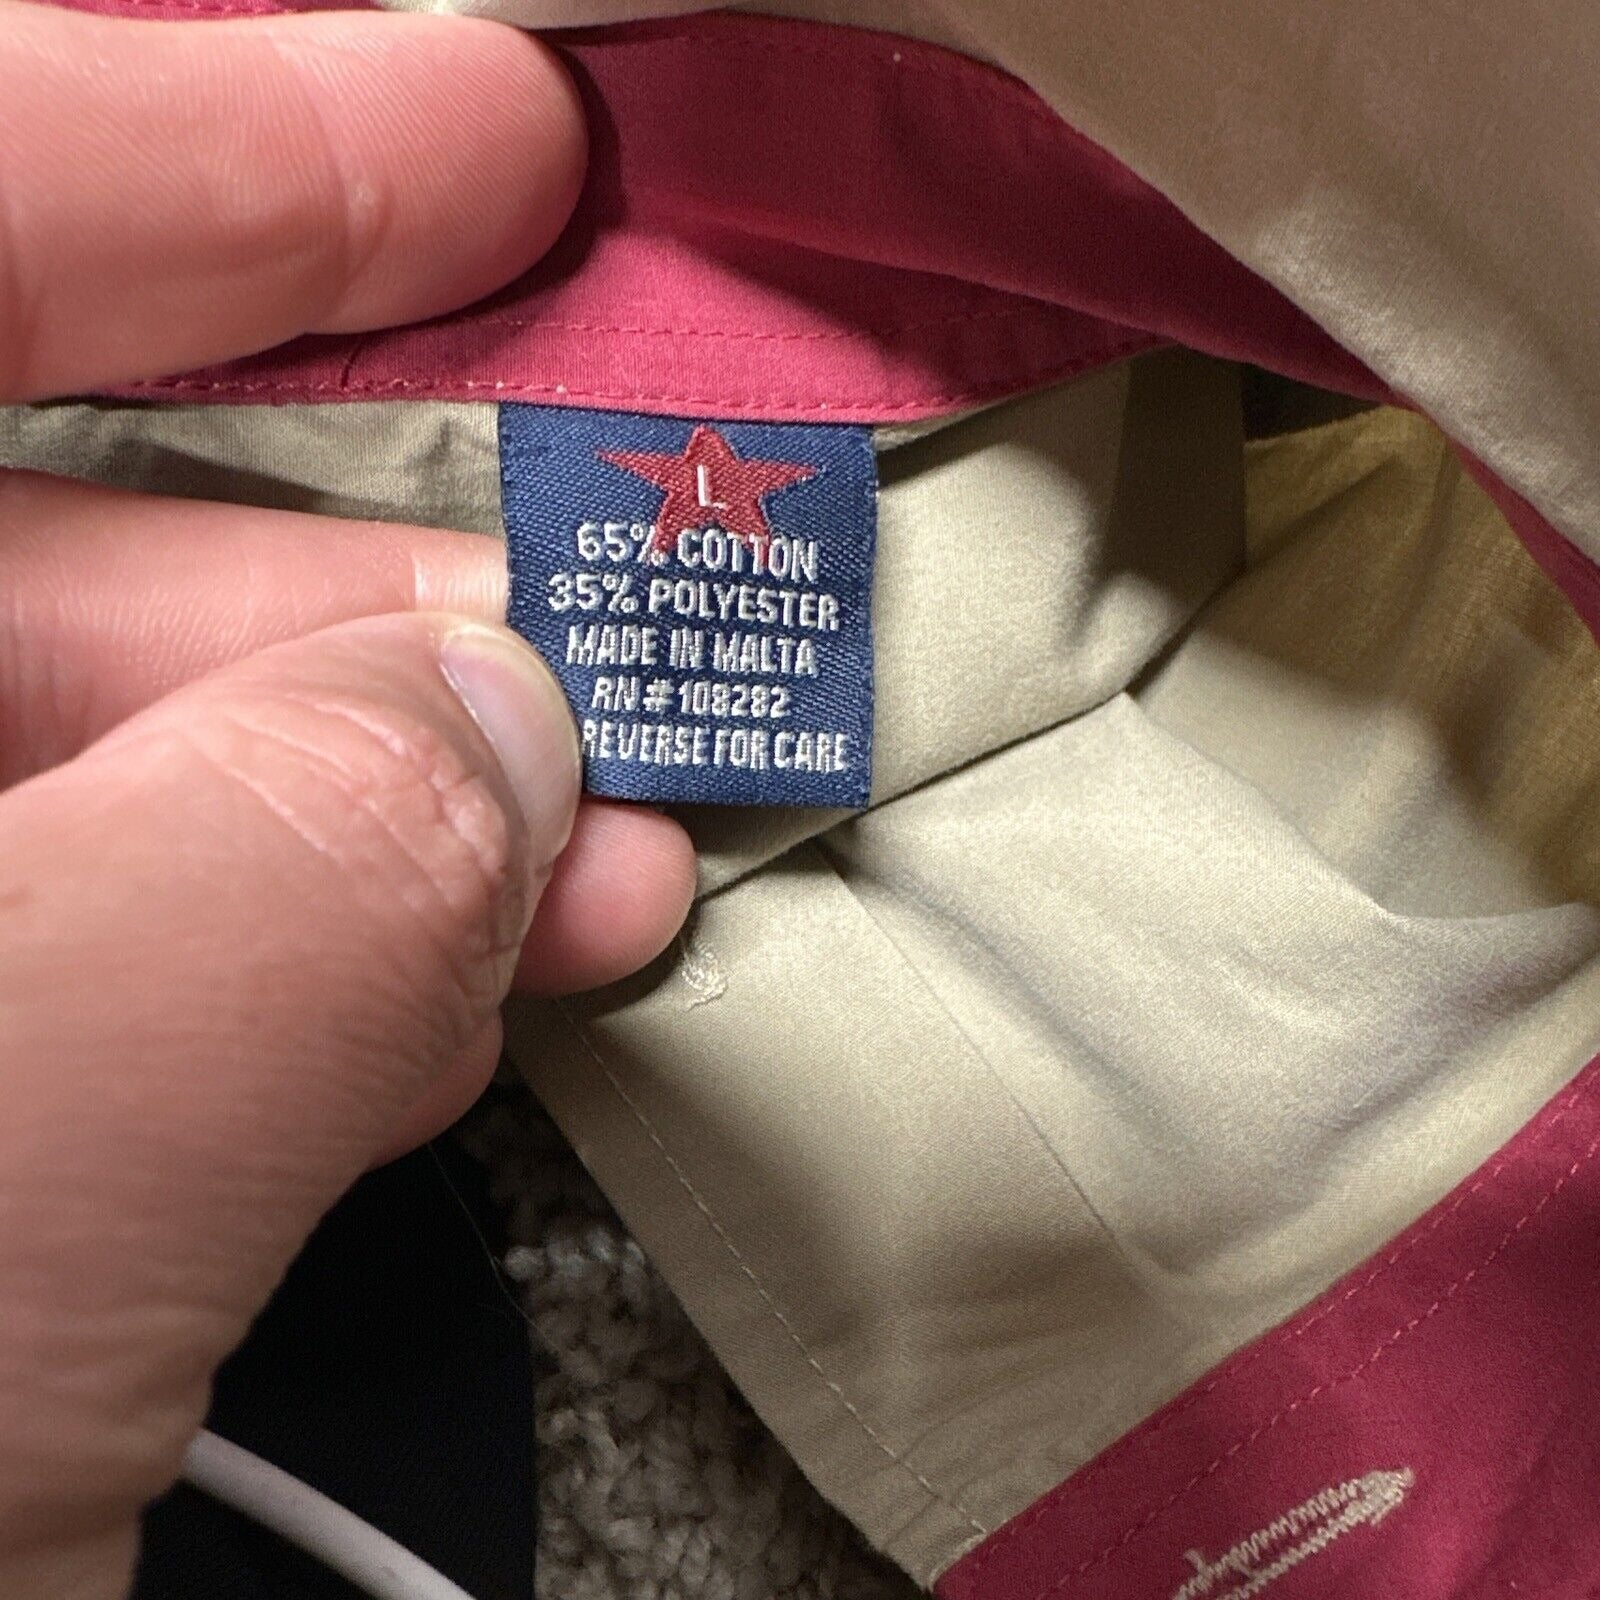 L
65% COTTON
35% POLYESTER
MADE IN MALTA
RN#108282
REVERSE FOR CARE